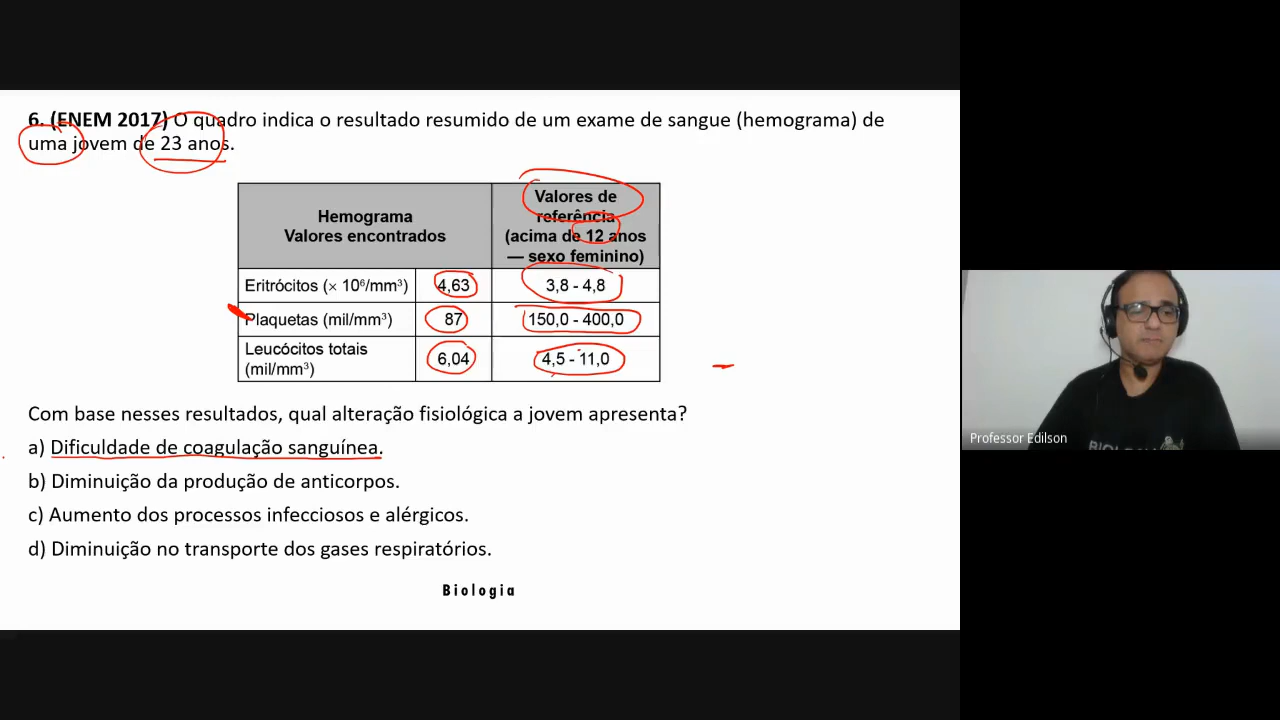 6. (ENEM 2017) O quadro indica o resultado resumido de um exame de sangue (hemograma) de
uma jovem de 23 anos.
Hemograma
Valores encontrados
Valores de
referência
(acima de 12 anos
— sexo feminino)
Eritrócitos (× 10⁶/mm³) 4,63 3,8 - 4,8
Plaquetas (mil/mm³) 87 150,0 - 400,0
Leucócitos totais
(mil/mm³) 6,04 4,5 - 11,0
Com base nesses resultados, qual alteração fisiológica a jovem apresenta?
a) Dificuldade de coagulação sanguínea.
b) Diminuição da produção de anticorpos.
c) Aumento dos processos infecciosos e alérgicos.
d) Diminuição no transporte dos gases respiratórios.
Biologia
Professor Edilson